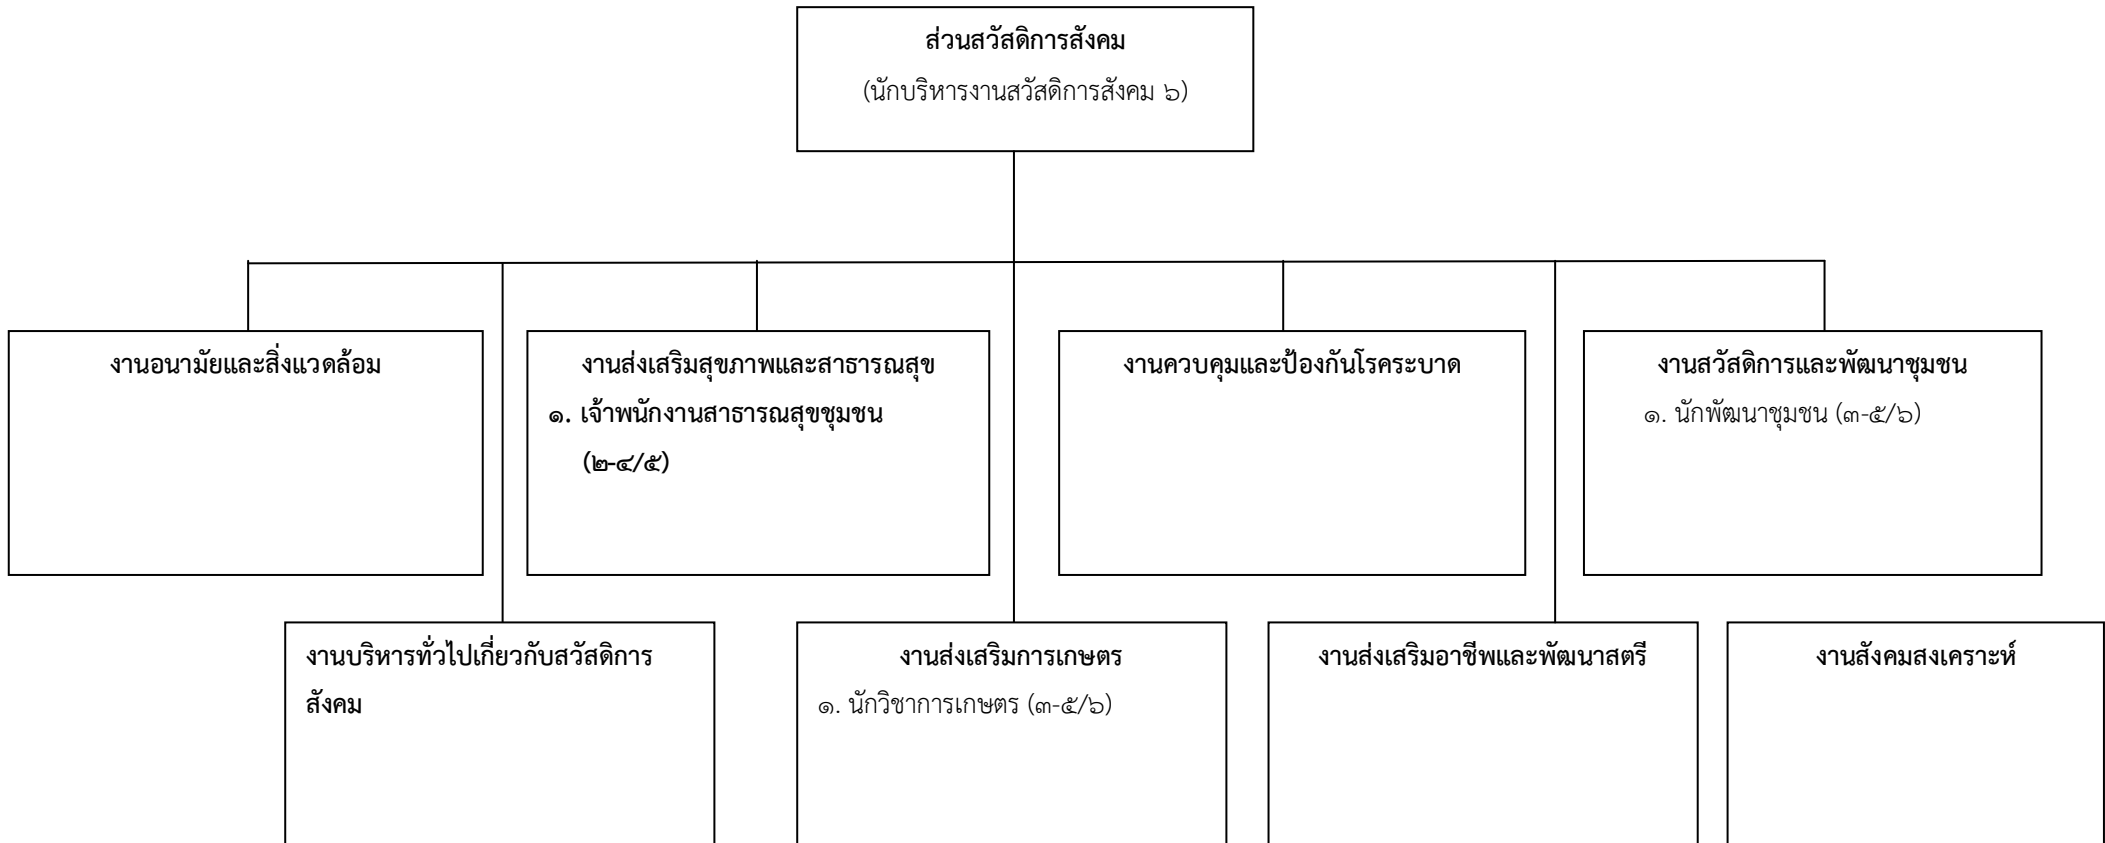 ส่วนสวัสดิการสังคม
(นักบริหารงานสวัสดิการสังคม ๖)
งานอนามัยและสิ่งแวดล้อม
งานส่งเสริมสุขภาพและสาธารณสุข
๑. เจ้าพนักงานสาธารณสุขชุมชน
(๒-๔/๕)
งานควบคุมและป้องกันโรคระบาด
งานสวัสดิการและพัฒนาชุมชน
๑. นักพัฒนาชุมชน (๓-๕/๖)
งานบริหารทั่วไปเกี่ยวกับสวัสดิการ
สังคม
งานส่งเสริมการเกษตร
๑. นักวิชาการเกษตร (๓-๕/๖)
งานส่งเสริมอาชีพและพัฒนาสตรี
งานสังคมสงเคราะห์